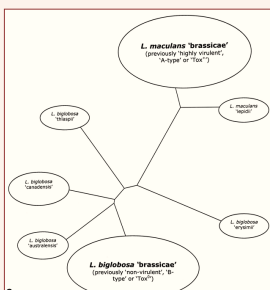 L. maculans 'brassicae'
(previously 'highly virulent',
'A-type' or 'Tox⁺')
L. maculans
'lepidii'
L. biglobosa
'thlaspii'
L. biglobosa
'canadensis'
L. biglobosa
'australensis'
L. biglobosa
'erysimii'
L. biglobosa 'brassicae'
(previously 'non-virulent', 'B-
type' or 'Tox⁰')